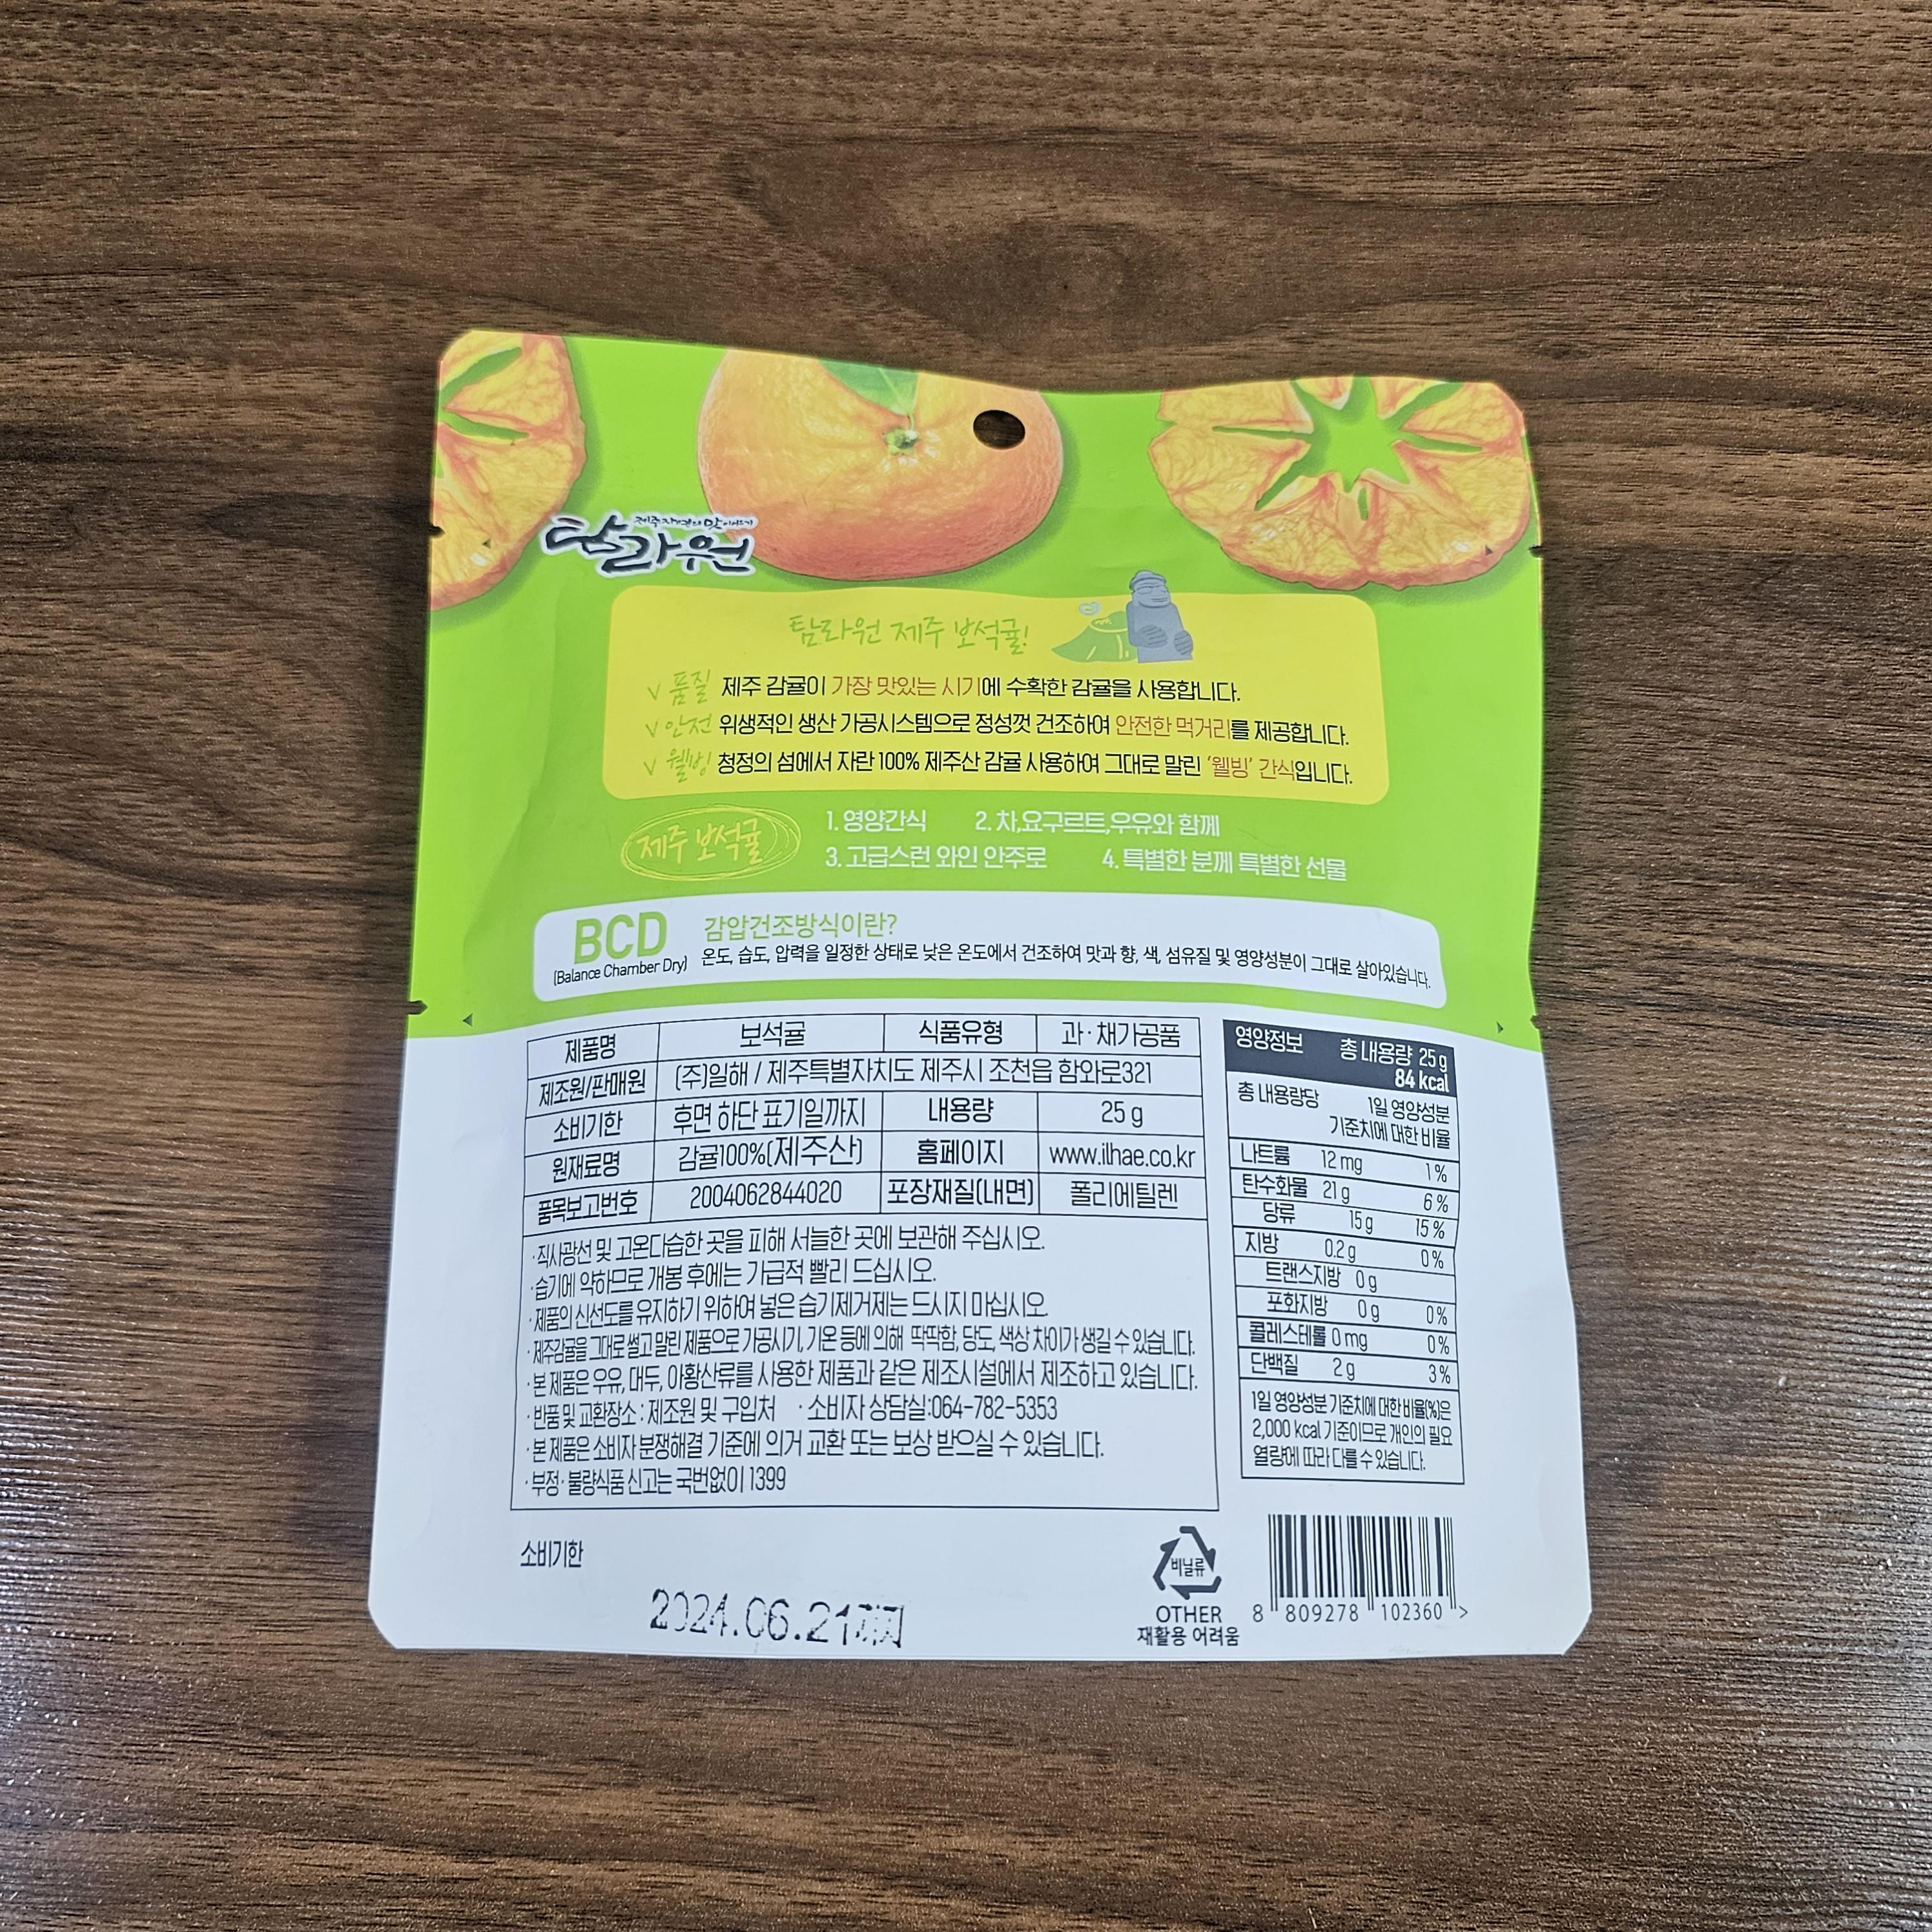 제주자연의 맛 이야기
탐라원
탐라원 제주 보석귤!
√ 품질 제주 감귤이 가장 맛있는 시기에 수확한 감귤을 사용합니다.
√ 안전 위생적인 생산 가공시스템으로 정성껏 건조하여 안전한 먹거리를 제공합니다.
√ 웰빙 청정의 섬에서 자란 100% 제주산 감귤 사용하여 그대로 말린 '웰빙' 간식입니다.
제주 보석귤
1. 영양간식 2. 차,요구르트,우유와 함께
3. 고급스런 와인 안주로 4. 특별한 분께 특별한 선물
BCD
(Balance Chamber Dry)
감압건조방식이란?
온도, 습도, 압력을 일정한 상태로 낮은 온도에서 건조하여 맛과 향, 색, 섬유질 및 영양성분이 그대로 살아있습니다.
제품명 보석귤 식품유형 과·채가공품
제조원/판매원 (주)일해 / 제주특별자치도 제주시 조천읍 함와로321
소비기한 후면 하단 표기일까지 내용량 25 g
원재료명 감귤100%(제주산) 홈페이지 www.ilhae.co.kr
품목보고번호 2004062844020 포장재질(내면) 폴리에틸렌
·직사광선 및 고온다습한 곳을 피해 서늘한 곳에 보관해 주십시오.
·습기에 약하므로 개봉 후에는 가급적 빨리 드십시오.
·제품의 신선도를 유지하기 위하여 넣은 습기제거제는 드시지 마십시오.
·제주감귤을 그대로 썰고 말린 제품으로 가공시기, 기온 등에 의해 딱딱함, 당도, 색상 차이가 생길 수 있습니다.
·본 제품은 우유, 대두, 아황산류를 사용한 제품과 같은 제조시설에서 제조하고 있습니다.
·반품 및 교환장소 : 제조원 및 구입처 ·소비자 상담실:064-782-5353
·본 제품은 소비자 분쟁해결 기준에 의거 교환 또는 보상 받으실 수 있습니다.
·부정·불량식품 신고는 국번없이 1399
영양정보 총 내용량 25 g
84 kcal
총 내용량당 1일 영양성분
기준치에 대한 비율
나트륨 12 mg 1 %
탄수화물 21 g 6 %
당류 15 g 15 %
지방 0.2 g 0 %
트랜스지방 0 g
포화지방 0 g 0 %
콜레스테롤 0 mg 0 %
단백질 2 g 3 %
1일 영양성분 기준치에 대한 비율(%)은
2,000 kcal 기준이므로 개인의 필요
열량에 따라 다를 수 있습니다.
소비기한
2024.06.21까지
비닐류
OTHER
재활용 어려움
8 809278 102360 >